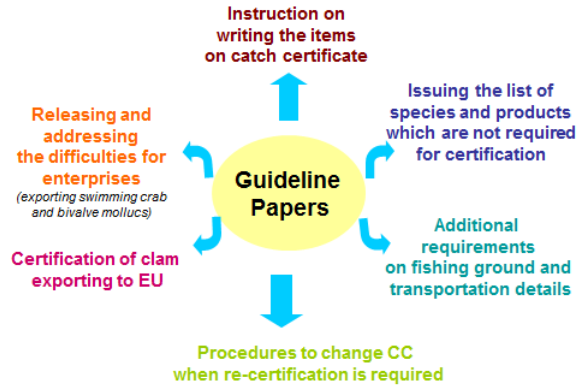 Instruction on
writing the items
on catch certificate
Releasing and
addressing
the difficulties for
enterprises
(exporting swimming crab
and bivalve mollucs)
Issuing the list of
species and products
which are not required
for certification
Guideline
Papers
Certification of clam
exporting to EU
Additional
requirements
on fishing ground and
transportation details
Procedures to change CC
when re-certification is required